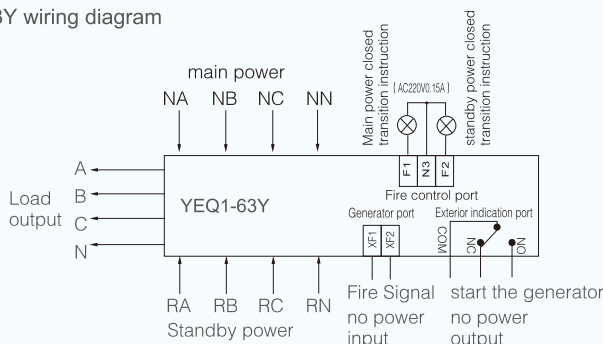 3Y wiring diagram
main power
NA NB NC NN
Main power closed
transition instruction
[ AC220V0.15A ]
standby power closed
transition instruction
F1 N3 F2
Fire control port
A
B
C
N
Load
output
YEQ1-63Y
Generator port
XF1 XF2
Exterior indication port
COM
NC
NO
RA RB RC RN
Standby power
Fire Signal
no power
input
start the generator
no power
output